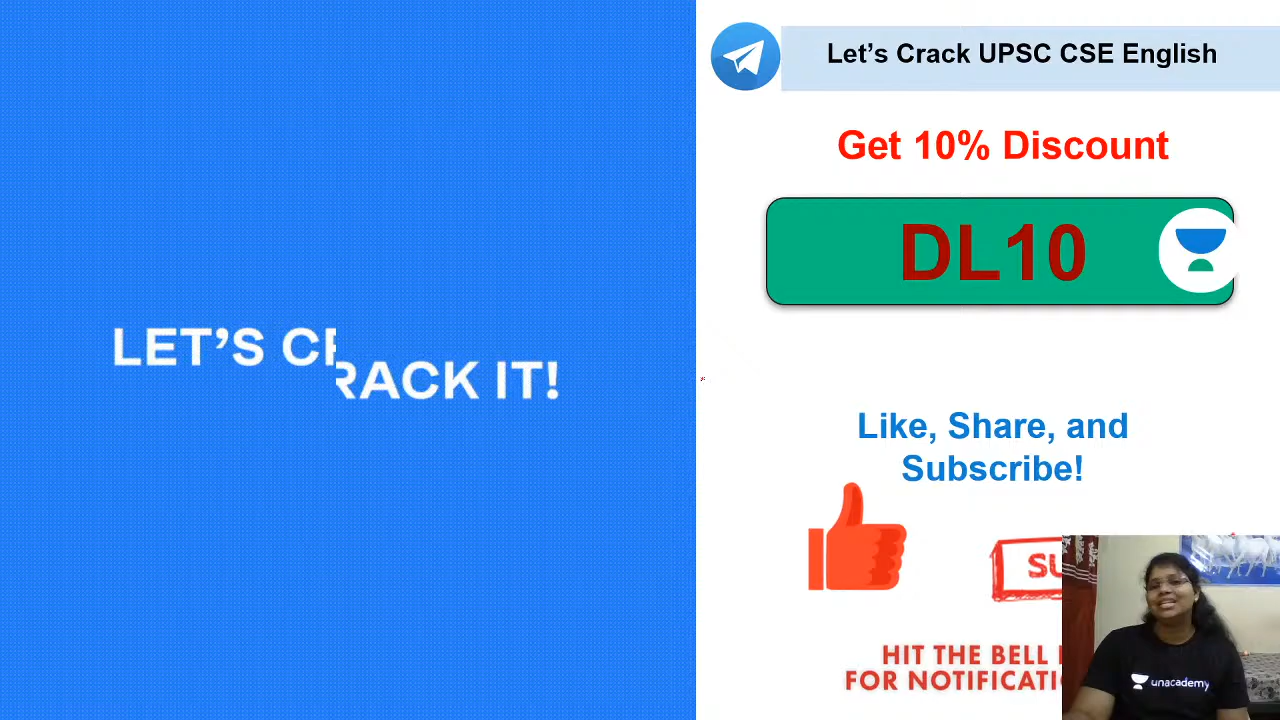 LET'S CRACK IT!
Let's Crack UPSC CSE English
Get 10% Discount
DL10
Like, Share, and
Subscribe!
SU
HIT THE BELL
FOR NOTIFICATI
unacademy